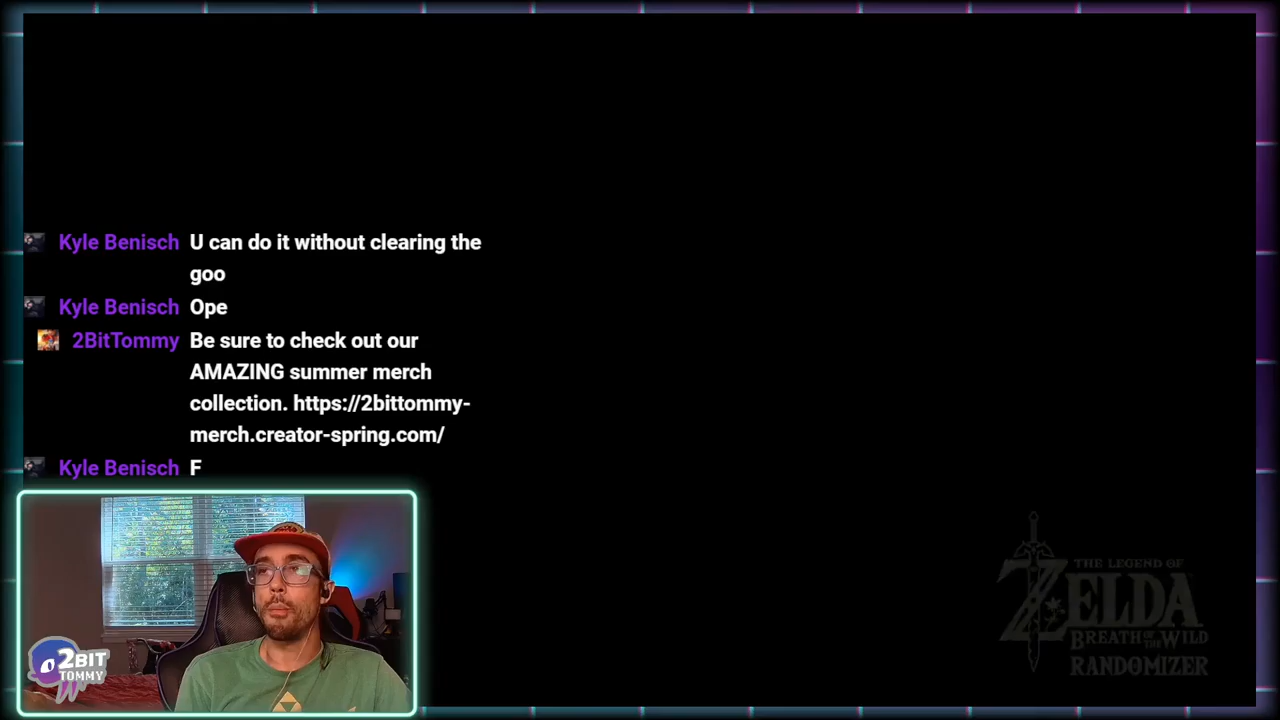 Kyle Benisch U can do it without clearing the
goo
Kyle Benisch Ope
2BitTommy Be sure to check out our
AMAZING summer merch
collection. https://2bittommy-
merch.creator-spring.com/
Kyle Benisch F
2BIT
TOMMY
THE LEGEND OF
ZELDA
BREATH OF THE WILD
RANDOMIZER